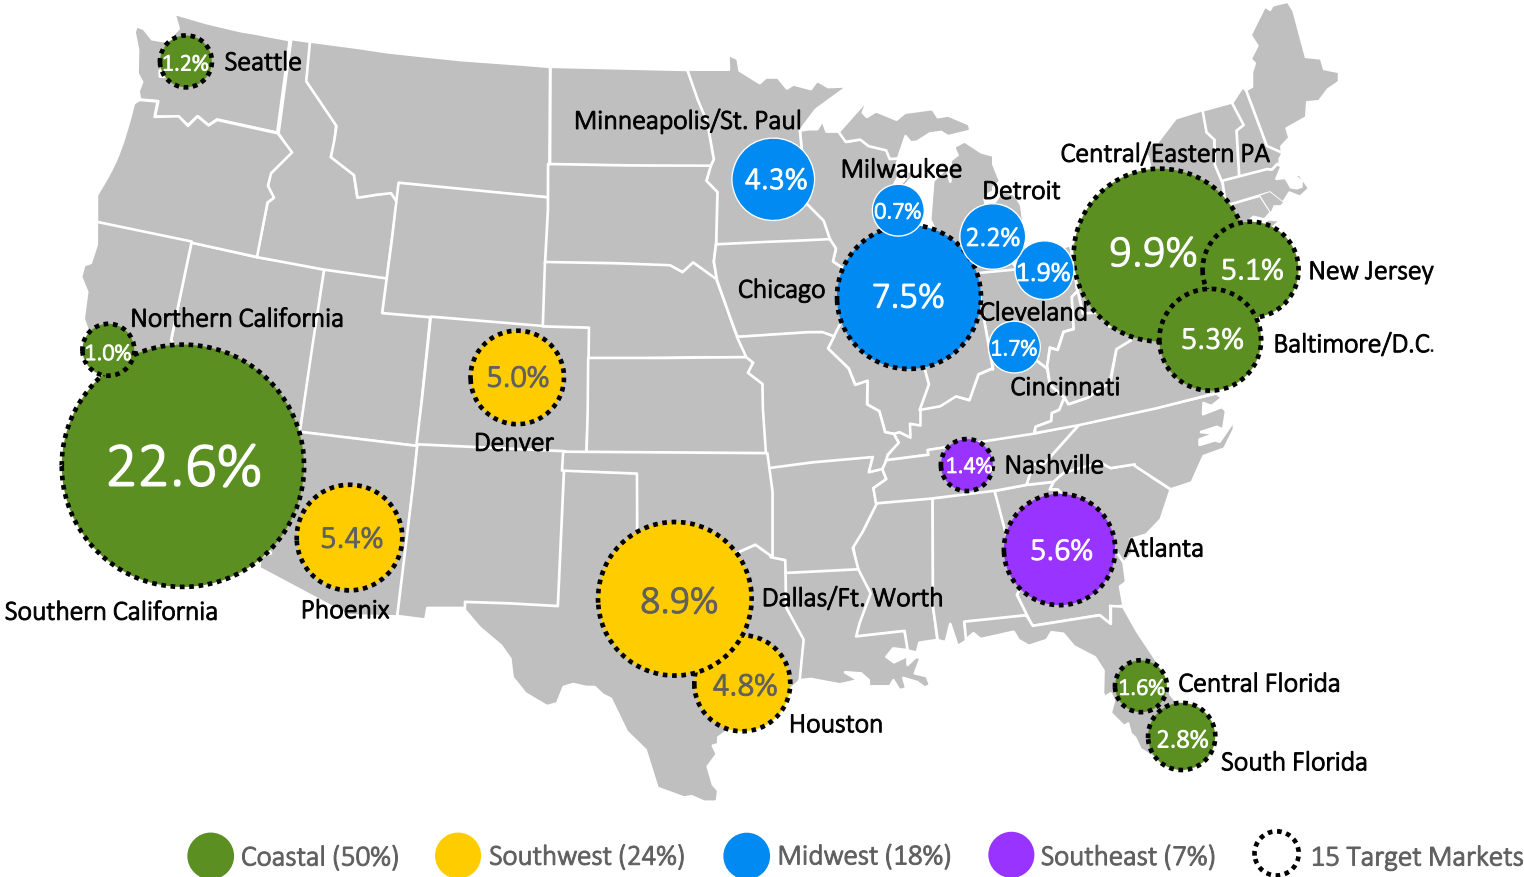 1.2%
Seattle
Minneapolis/St. Paul
4.3%
Milwaukee
0.7%
Detroit
2.2%
1.9%
Cleveland
Central/Eastern PA
9.9%
5.1%
New Jersey
5.3%
Baltimore/D.C.
Chicago
7.5%
1.7%
Cincinnati
Northern California
1.0%
22.6%
Southern California
5.0%
Denver
5.4%
Phoenix
1.4%
Nashville
5.6%
Atlanta
8.9%
Dallas/Ft. Worth
4.8%
Houston
1.6%
Central Florida
2.8%
South Florida
Coastal (50%)
Southwest (24%)
Midwest (18%)
Southeast (7%)
15 Target Markets